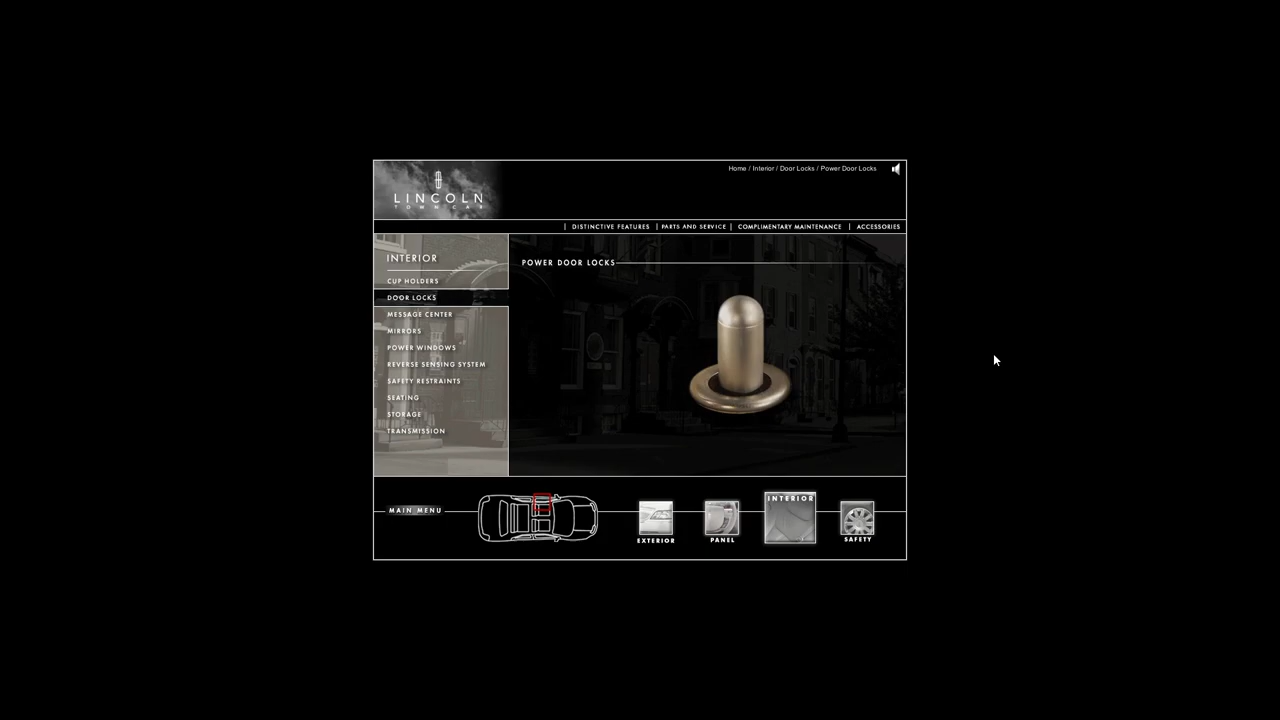 Home / Interior / Door Locks / Power Door Locks
LINCOLN
TOWN CAR
DISTINCTIVE FEATURES
PARTS AND SERVICE
COMPLIMENTARY MAINTENANCE
ACCESSORIES
INTERIOR
CUP HOLDERS
DOOR LOCKS
MESSAGE CENTER
MIRRORS
POWER WINDOWS
REVERSE SENSING SYSTEM
SAFETY RESTRAINTS
SEATING
STORAGE
TRANSMISSION
POWER DOOR LOCKS
MAIN MENU
EXTERIOR
PANEL
INTERIOR
SAFETY